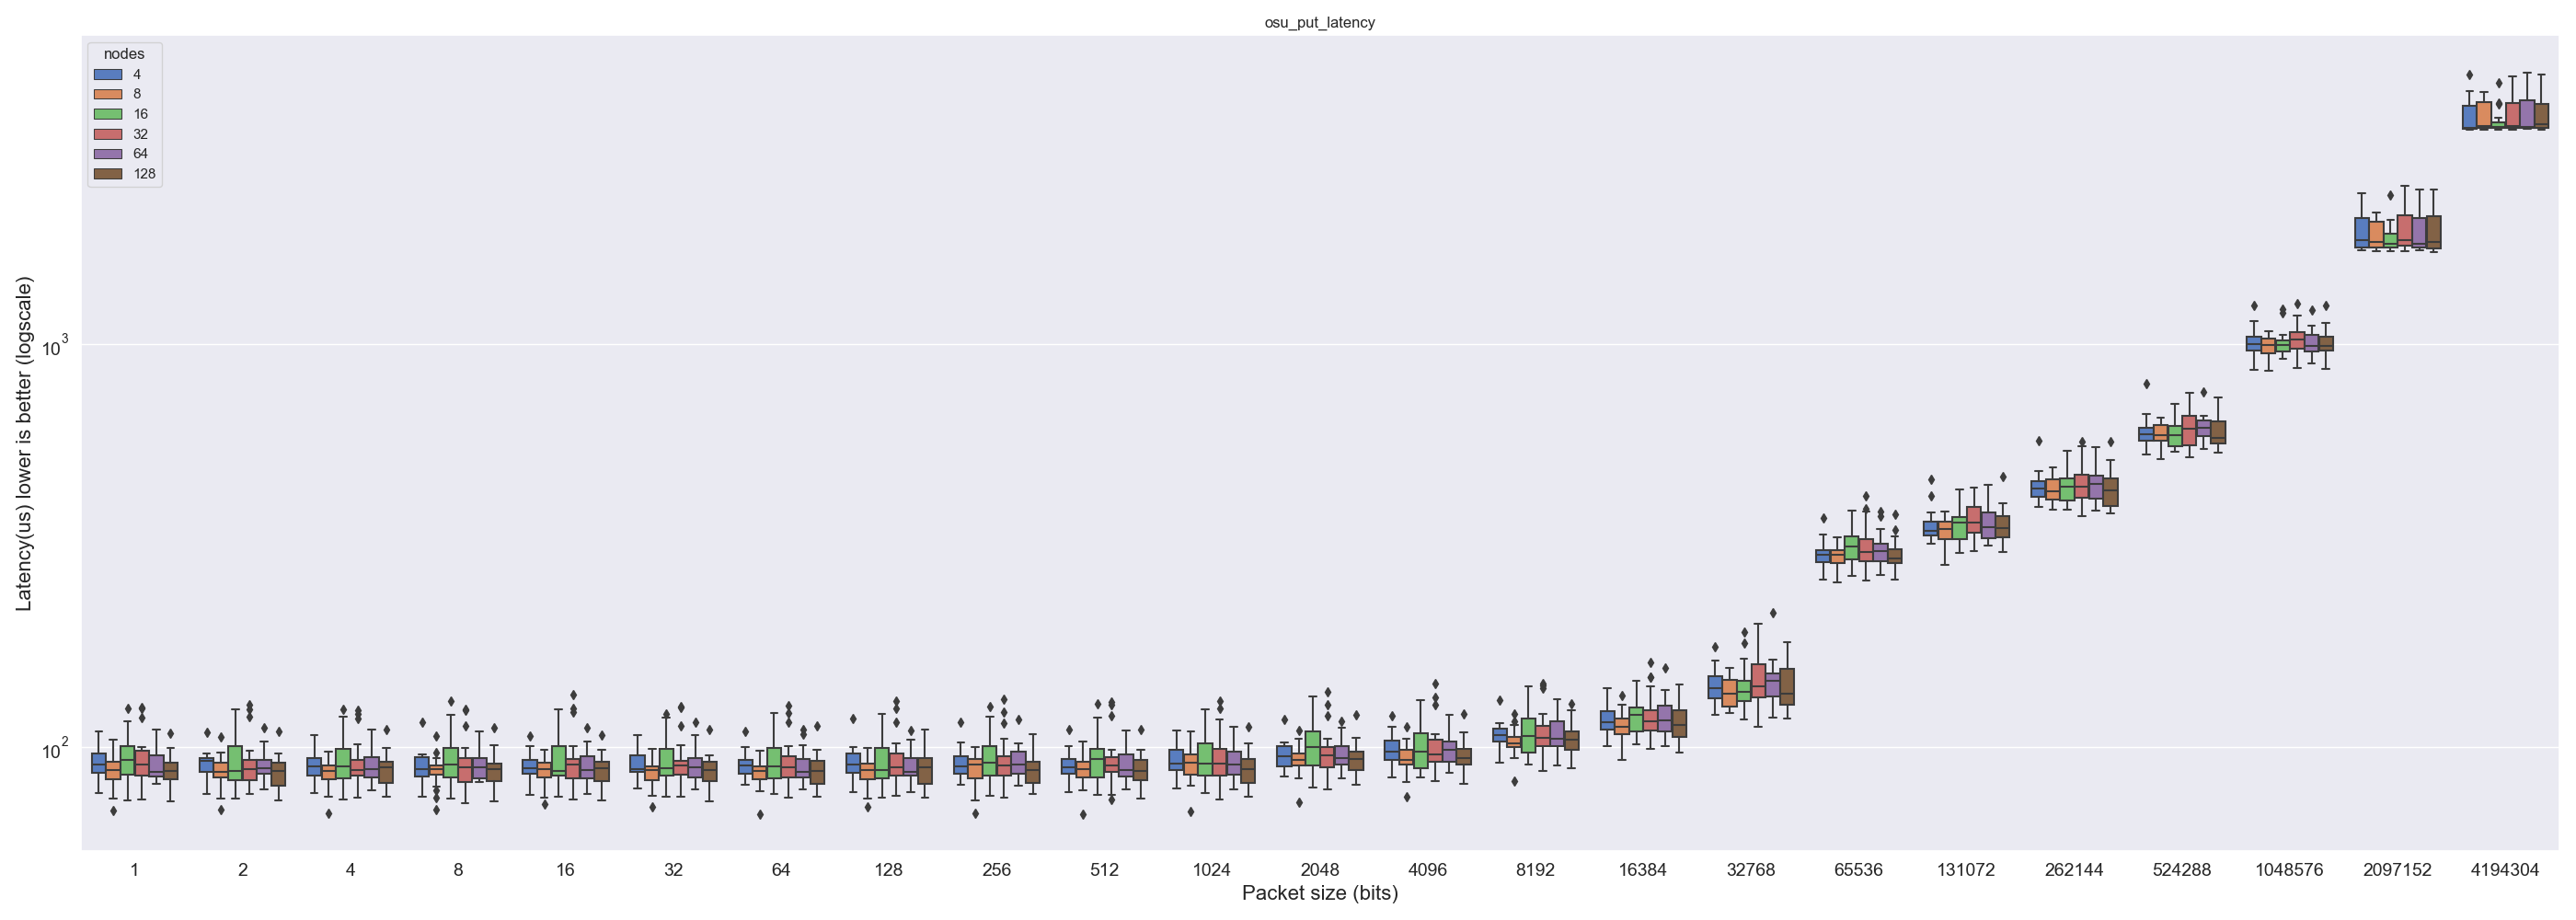 osu_put_latency
nodes
4
8
16
32
64
128
Latency(us) lower is better (logscale)
10^3
10^2
1 2 4 8 16 32 64 128 256 512 1024 2048 4096 8192 16384 32768 65536 131072 262144 524288 1048576 2097152 4194304
Packet size (bits)